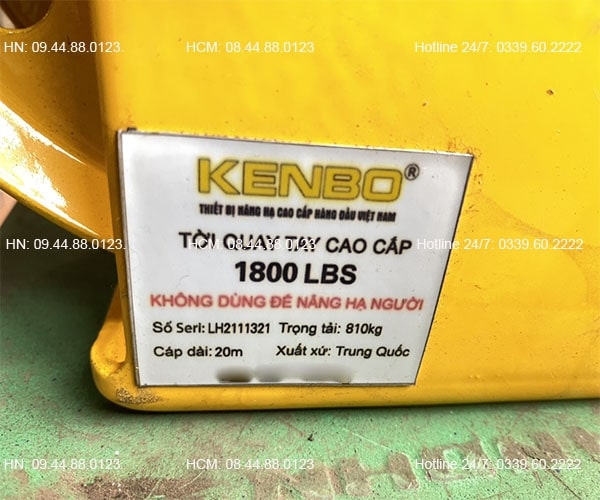 HN: 09.44.88.0123. HCM: 08.44.88.0123 Hotline 24/7: 0339.60.2222
KENBO®
THIẾT BỊ NÂNG HẠ CAO CẤP HÀNG ĐẦU VIỆT NAM
TỜI QUAY TAY CAO CẤP
HN: 09.44.88.0123. HCM: 08.44.88.0123 Hotline 24/7: 0339.60.2222
1800 LBS
KHÔNG DÙNG ĐỂ NÂNG HẠ NGƯỜI
Số Seri: LH2111321 Trọng tải: 810kg
Cáp dài: 20m Xuất xứ: Trung Quốc
HN: 09.44.88.0123. HCM: 08.44.88.0123 Hotline 24/7: 0339.60.2222